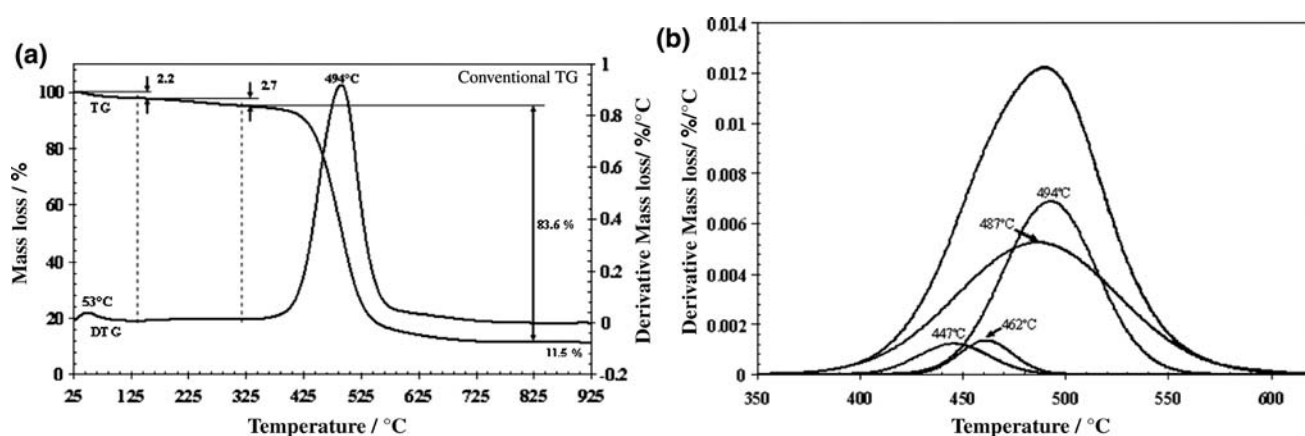 (a)
Conventional TG
2.2
2.7
494°C
TG
83.6 %
53°C
DTG
11.5 %
Mass loss / %
100
80
60
40
20
0
Derivative Mass loss/ %/°C
1
0.8
0.6
0.4
0.2
0
-0.2
25 125 225 325 425 525 625 725 825 925
Temperature / °C
(b)
Derivative Mass loss/ %/°C
0.014
0.012
0.01
0.008
0.006
0.004
0.002
0
494°C
487°C
447°C
462°C
350 400 450 500 550 600
Temperature / °C